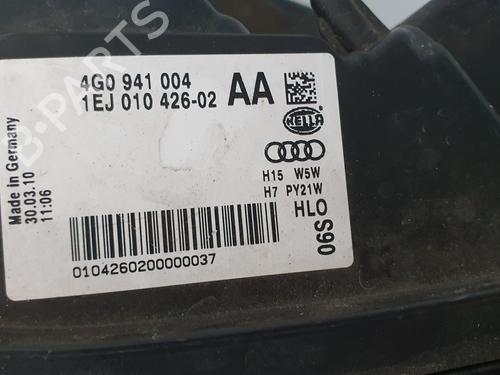 4G0 941 004
1EJ 010 426-02
AA
HELLA
H15 W5W
H7 PY21W
HLO
06S
Made in Germany
30.03.10
11:06
0104260200000037
B-PARTS